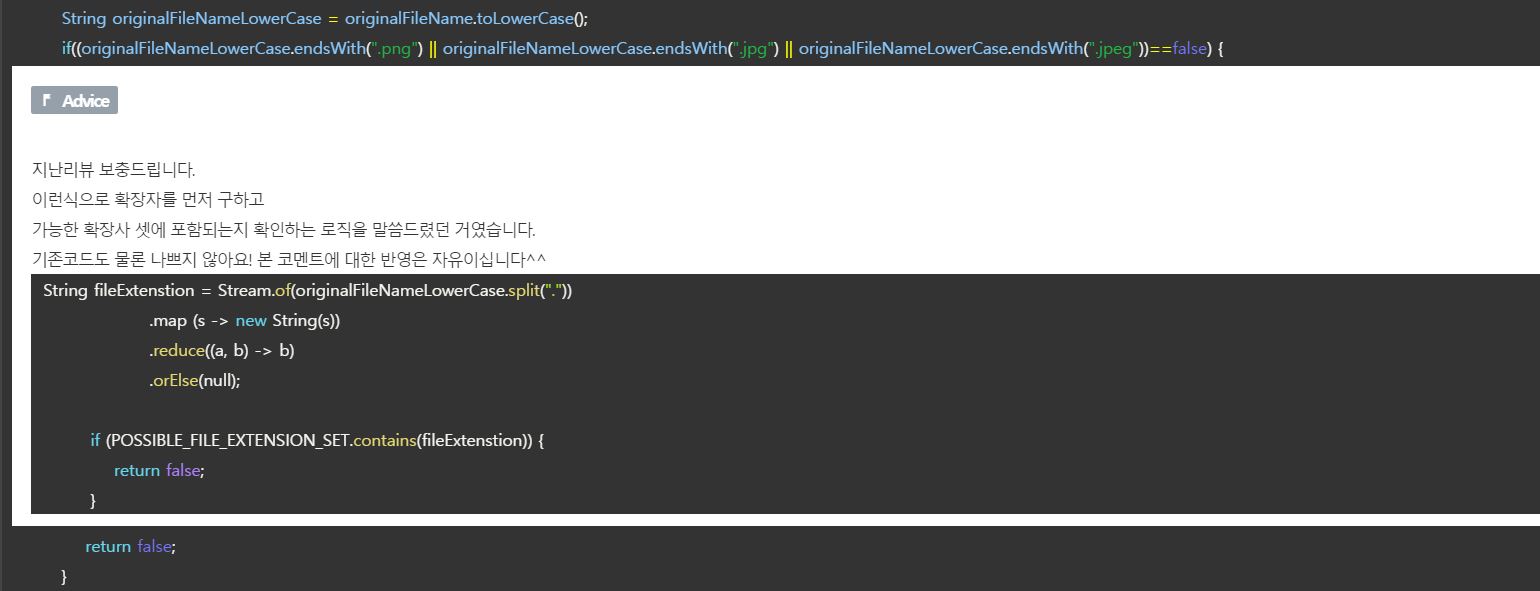 String originalFileNameLowerCase = originalFileName.toLowerCase();
if((originalFileNameLowerCase.endsWith(".png") || originalFileNameLowerCase.endsWith(".jpg") || originalFileNameLowerCase.endsWith(".jpeg"))==false) {
Advice
지난리뷰 보충드립니다.
이런식으로 확장자를 먼저 구하고
가능한 확장사 셋에 포함되는지 확인하는 로직을 말씀드렸던 거였습니다.
기존코드도 물론 나쁘지 않아요! 본 코멘트에 대한 반영은 자유이십니다^^
String fileExtenstion = Stream.of(originalFileNameLowerCase.split("."))
.map (s -> new String(s))
.reduce((a, b) -> b)
.orElse(null);
if (POSSIBLE_FILE_EXTENSION_SET.contains(fileExtenstion)) {
return false;
}
return false;
}